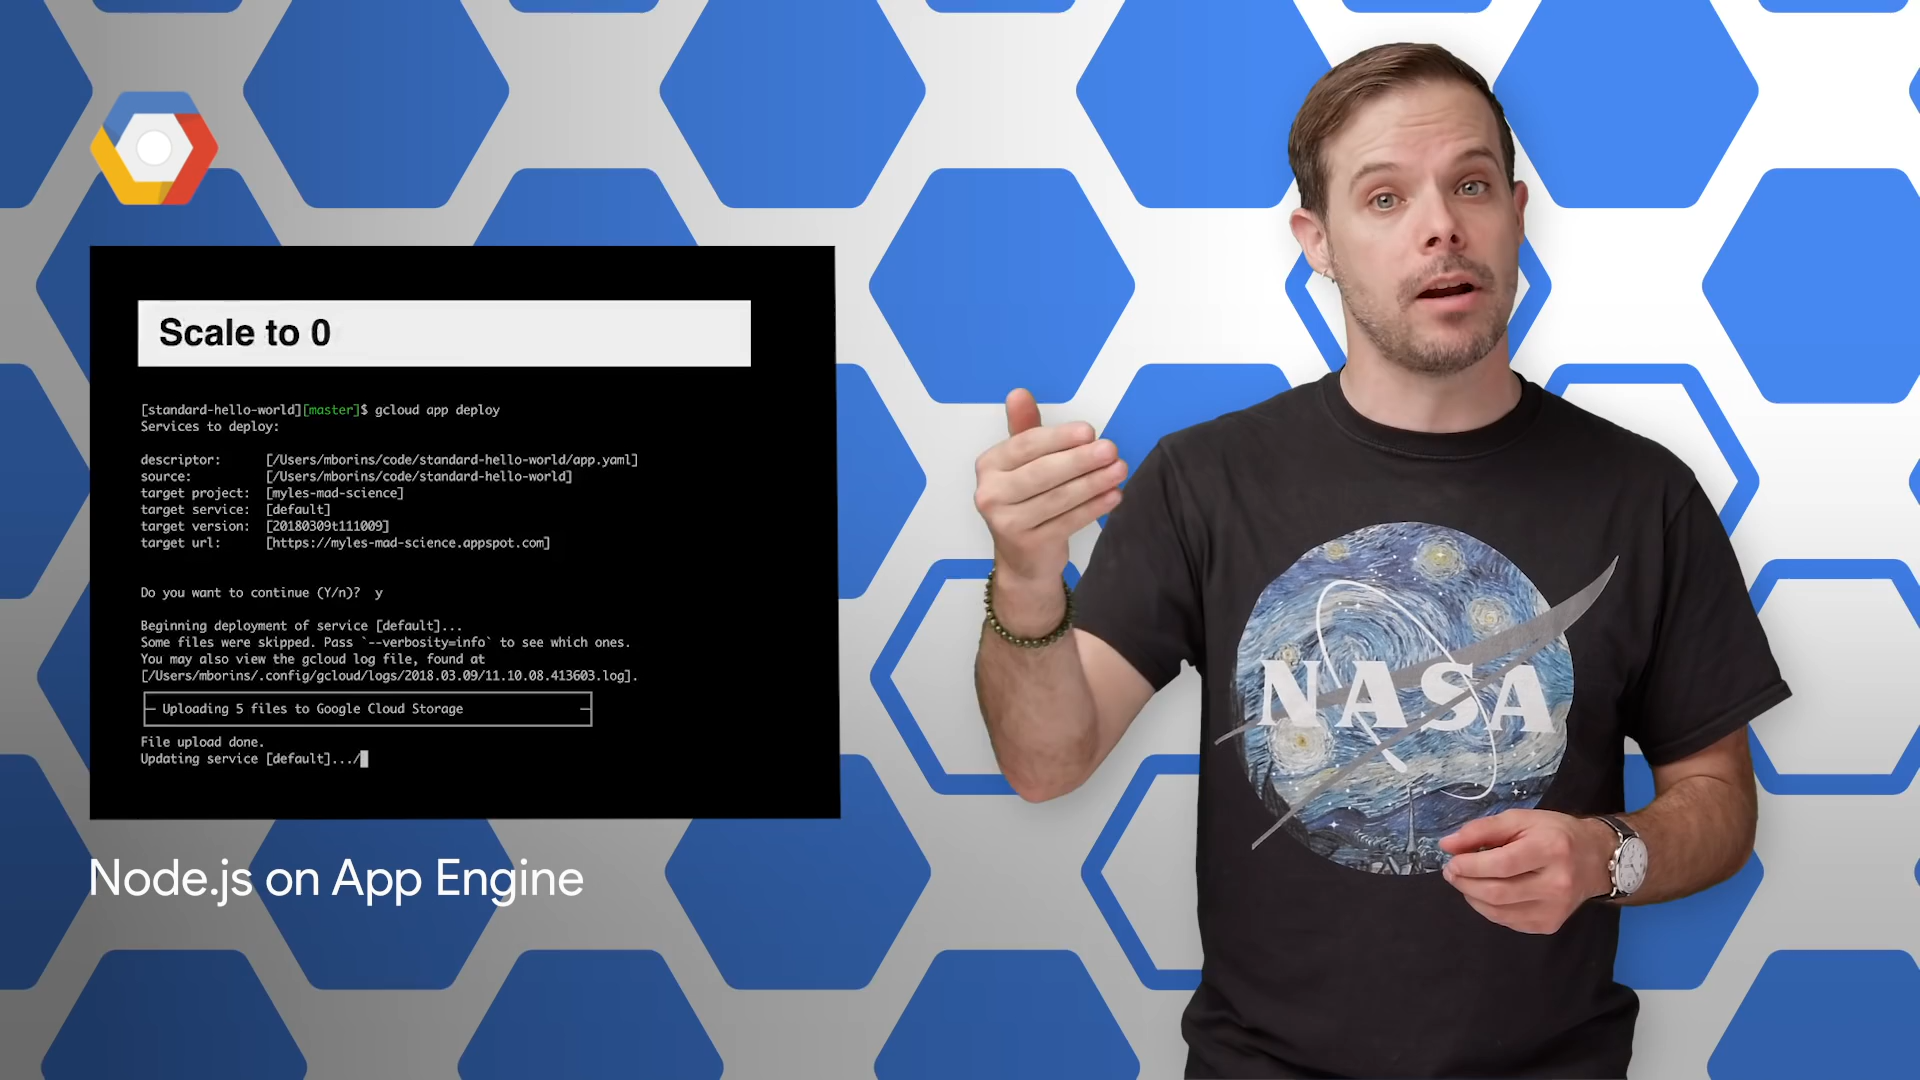 Scale to 0
[standard-hello-world][master]$ gcloud app deploy
Services to deploy:
descriptor: [/Users/mborins/code/standard-hello-world/app.yaml]
source: [/Users/mborins/code/standard-hello-world]
target project: [myles-mad-science]
target service: [default]
target version: [20180309t111009]
target url: [https://myles-mad-science.appspot.com]
Do you want to continue (Y/n)? y
Beginning deployment of service [default]...
Some files were skipped. Pass `--verbosity=info` to see which ones.
You may also view the gcloud log file, found at
[/Users/mborins/.config/gcloud/logs/2018.03.09/11.10.08.413603.log].
Uploading 5 files to Google Cloud Storage
File upload done.
Updating service [default].../
Node.js on App Engine
NASA